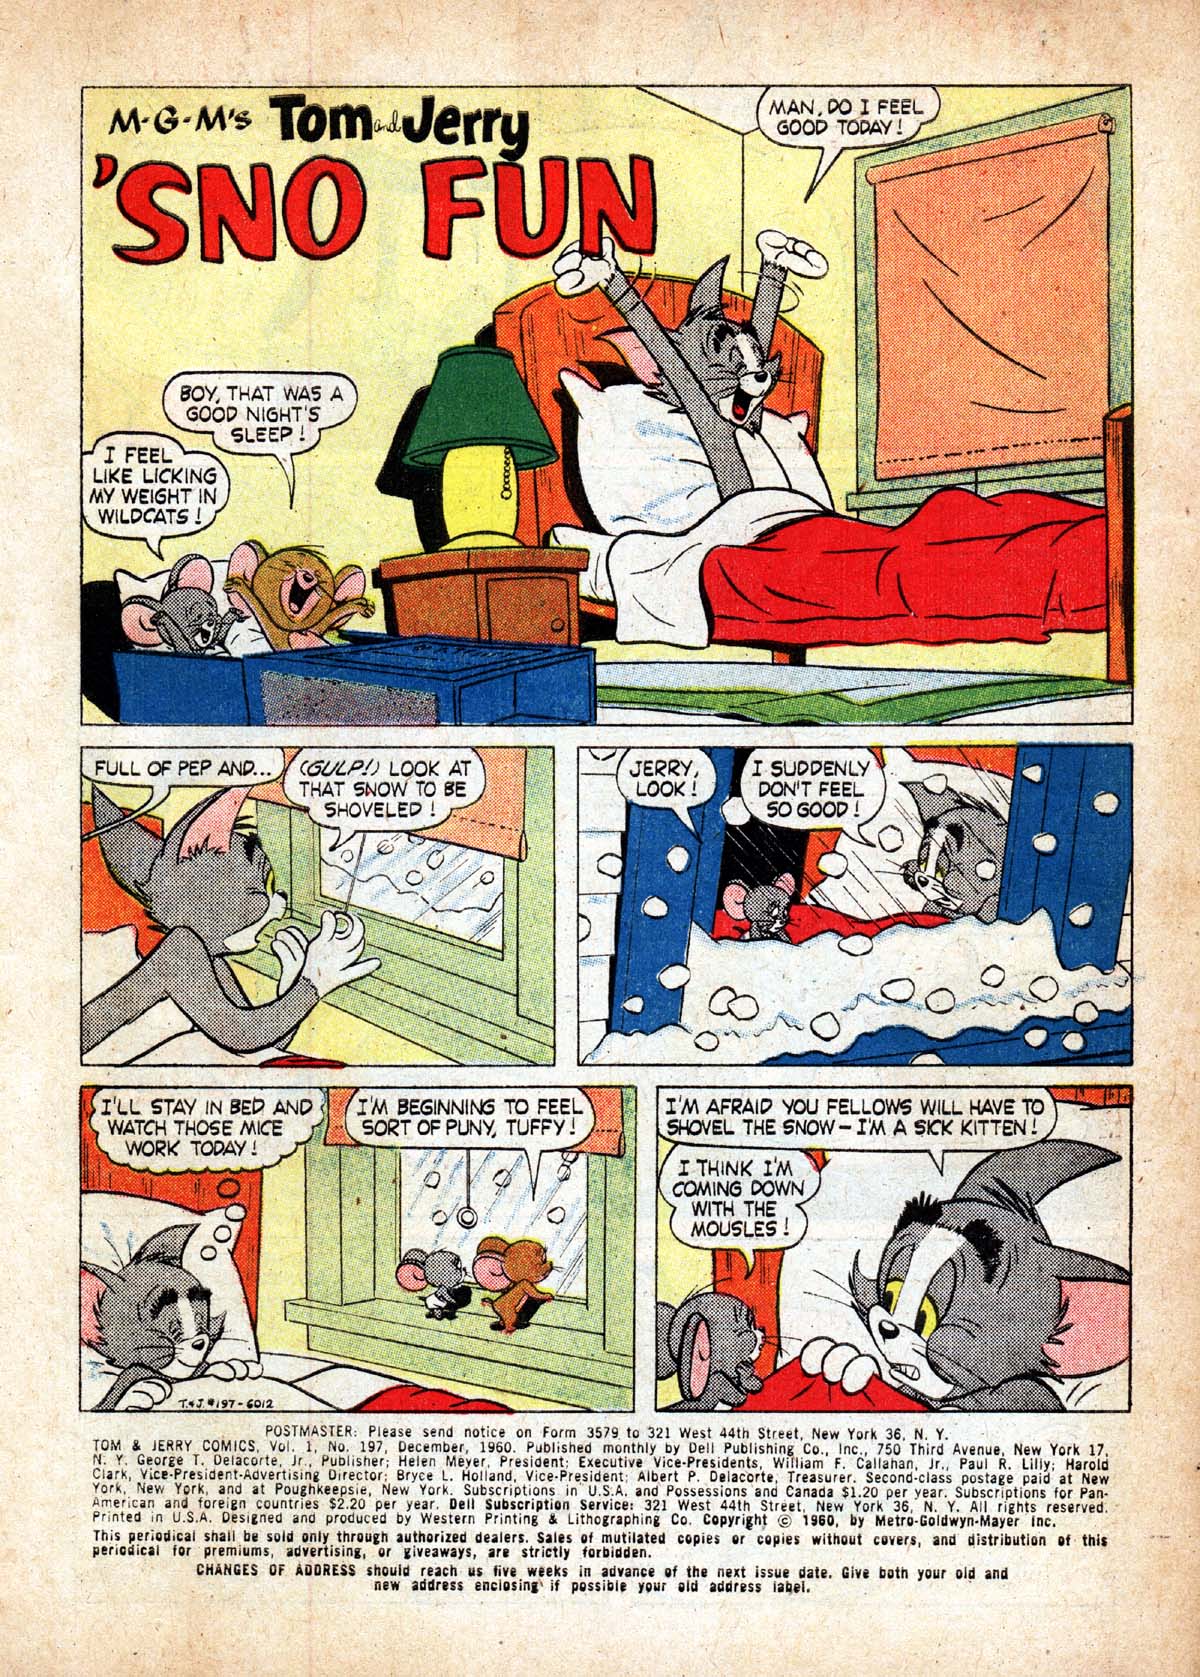 M-G-M's Tom and Jerry
'SNO FUN
MAN, DO I FEEL
GOOD TODAY!
BOY, THAT WAS A
GOOD NIGHT'S
SLEEP!
I FEEL
LIKE LICKING
MY WEIGHT IN
WILDCATS!
FULL OF PEP AND...
(GULP!) LOOK AT
THAT SNOW TO BE
SHOVELED!
JERRY,
LOOK!
I SUDDENLY
DON'T FEEL
SO GOOD!
I'LL STAY IN BED AND
WATCH THOSE MICE
WORK TODAY!
I'M BEGINNING TO FEEL
SORT OF PUNY, TUFFY!
T.&J. #197-6012
I'M AFRAID YOU FELLOWS WILL HAVE TO
SHOVEL THE SNOW — I'M A SICK KITTEN!
I THINK I'M
COMING DOWN
WITH THE
MOUSLES!
POSTMASTER: Please send notice on Form 3579 to 321 West 44th Street, New York 36, N. Y.
TOM & JERRY COMICS, Vol. 1, No. 197, December, 1960. Published monthly by Dell Publishing Co., Inc., 750 Third Avenue, New York 17,
N. Y. George T. Delacorte, Jr., Publisher; Helen Meyer, President; Executive Vice-Presidents, William F. Callahan, Jr., Paul R. Lilly; Harold
Clark, Vice-President-Advertising Director; Bryce L. Holland, Vice-President; Albert P. Delacorte, Treasurer. Second-class postage paid at New
York, New York, and at Poughkeepsie, New York. Subscriptions in U.S.A. and Possessions and Canada $1.20 per year. Subscriptions for Pan-
American and foreign countries $2.20 per year. Dell Subscription Service: 321 West 44th Street, New York 36, N. Y. All rights reserved.
Printed in U.S.A. Designed and produced by Western Printing & Lithographing Co. Copyright © 1960, by Metro-Goldwyn-Mayer Inc.
This periodical shall be sold only through authorized dealers. Sales of mutilated copies or copies without covers, and distribution of this
periodical for premiums, advertising, or giveaways, are strictly forbidden.
CHANGES OF ADDRESS should reach us five weeks in advance of the next issue date. Give both your old and
new address enclosing if possible your old address label.